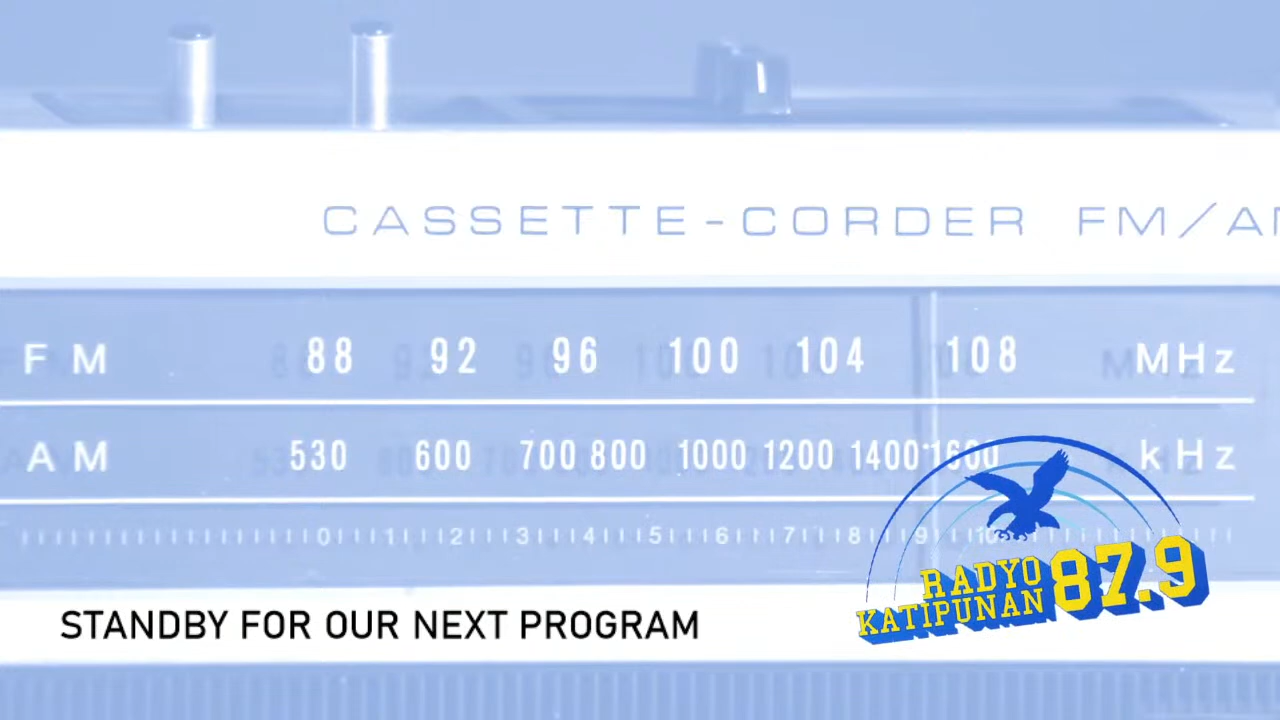 CASSETTE-CORDER FM/AM
FM 88 92 96 100 104 108 MHz
AM 530 600 700 800 1000 1200 1400 1600 kHz
0 1 2 3 4 5 6 7 8 9 10
RADYO
KATIPUNAN 87.9
STANDBY FOR OUR NEXT PROGRAM